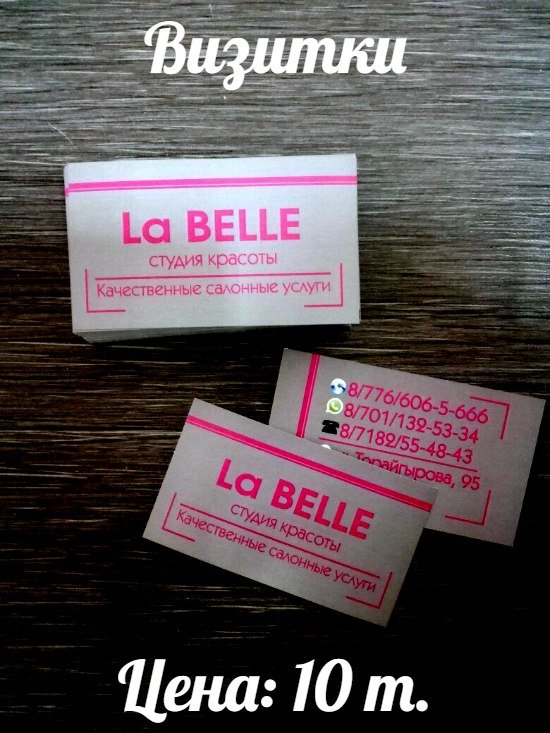 Визитки
La BELLE
студия красоты
Качественные салонные услуги
8/776/606-5-666
8/701/132-53-34
8/7182/55-48-43
Торайгырова, 95
La BELLE
студия красоты
Качественные салонные услуги
Цена: 10 т.